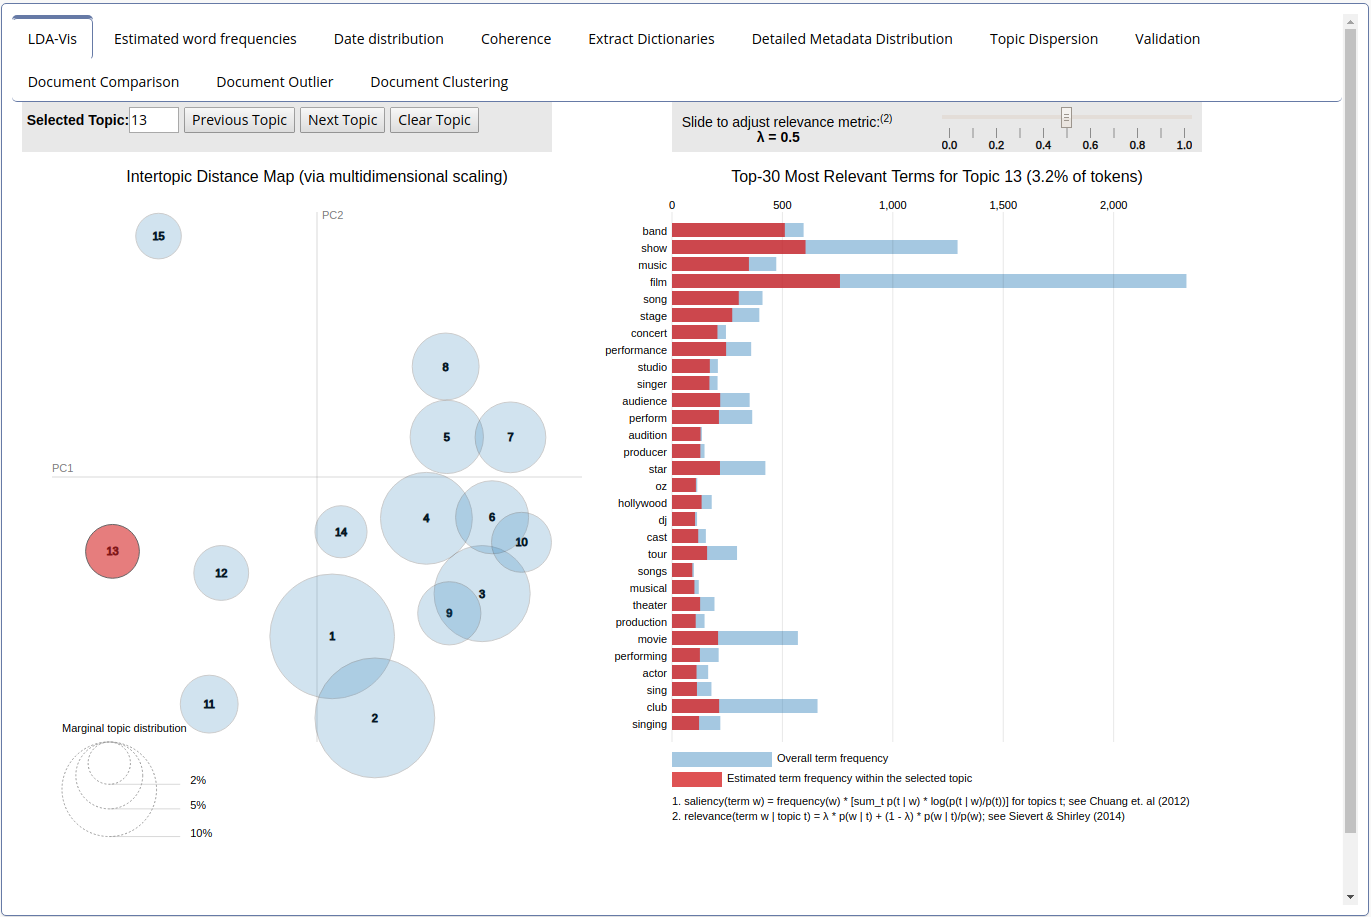 LDA-Vis Estimated word frequencies Date distribution Coherence Extract Dictionaries Detailed Metadata Distribution Topic Dispersion Validation
Document Comparison Document Outlier Document Clustering
Selected Topic: 13 Previous Topic Next Topic Clear Topic
Slide to adjust relevance metric:(2)
λ = 0.5
0.0 0.2 0.4 0.6 0.8 1.0
Intertopic Distance Map (via multidimensional scaling)
PC2
PC1
15
8
5
7
4
6
14
10
13
12
3
9
1
11
2
Marginal topic distribution
2%
5%
10%
Top-30 Most Relevant Terms for Topic 13 (3.2% of tokens)
0 500 1,000 1,500 2,000
band
show
music
film
song
stage
concert
performance
studio
singer
audience
perform
audition
producer
star
oz
hollywood
dj
cast
tour
songs
musical
theater
production
movie
performing
actor
sing
club
singing
Overall term frequency
Estimated term frequency within the selected topic
1. saliency(term w) = frequency(w) * [sum_t p(t | w) * log(p(t | w)/p(t))] for topics t; see Chuang et. al (2012)
2. relevance(term w | topic t) = λ * p(w | t) + (1 - λ) * p(w | t)/p(w); see Sievert & Shirley (2014)